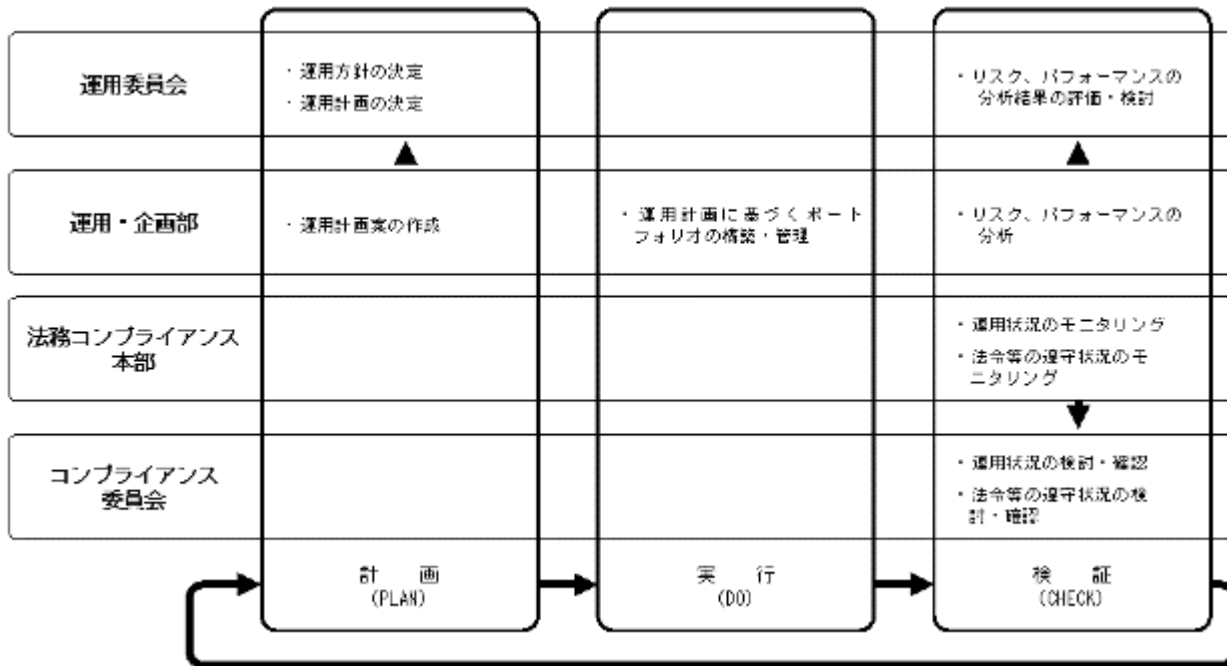 運用委員会
・運用方針の決定
・運用計画の決定
・リスク、パフォーマンスの
分析結果の評価・検討
運用・企画部
・運用計画案の作成
・運用計画に基づくポート
フォリオの構築・管理
・リスク、パフォーマンスの
分析
法務コンプライアンス
本部
・運用状況のモニタリング
・法令等の遵守状況のモ
ニタリング
コンプライアンス
委員会
・運用状況の検討・確認
・法令等の遵守状況の検
討・確認
計 画
(PLAN)
実 行
(DO)
検 証
(CHECK)